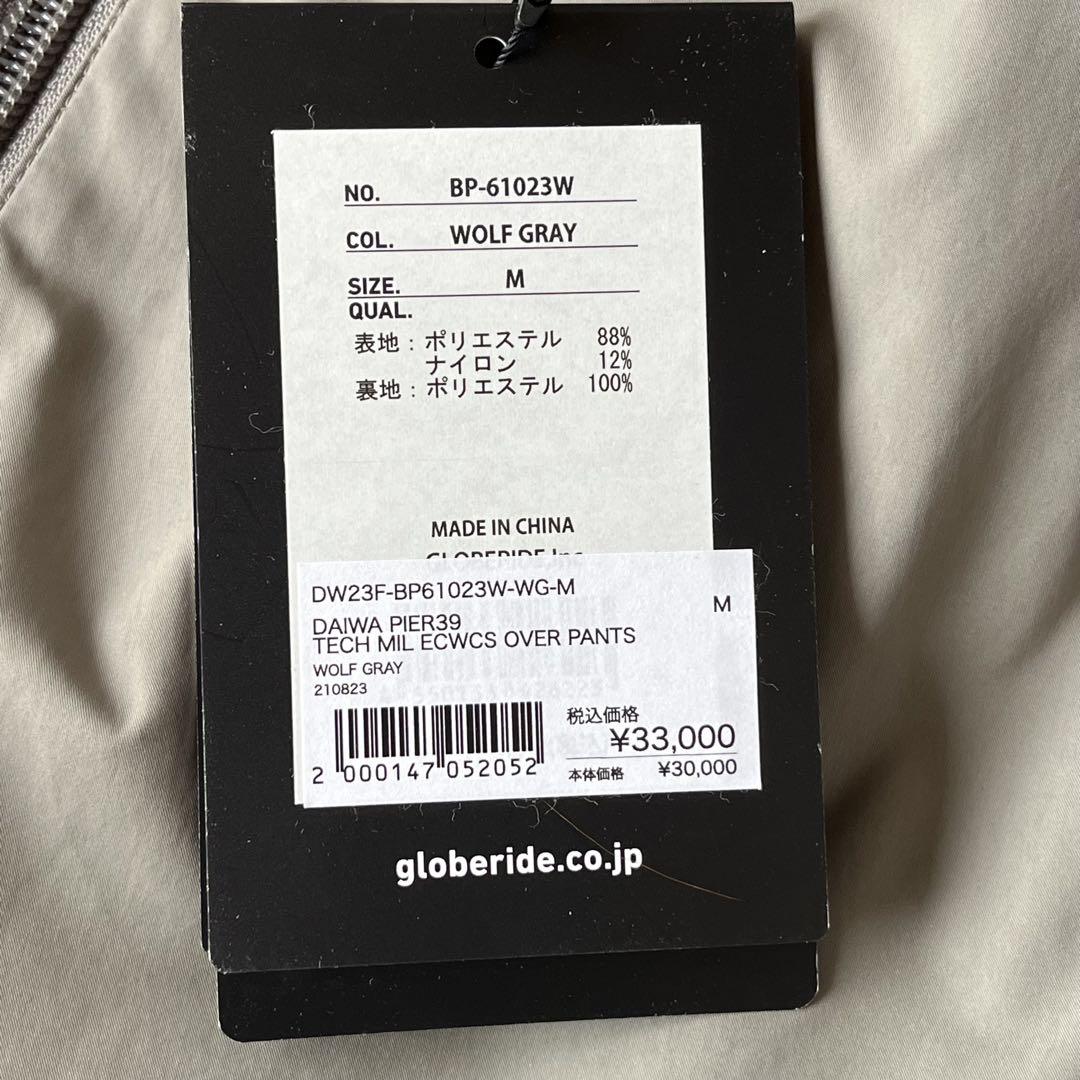 NO. BP-61023W
COL. WOLF GRAY
SIZE. M
QUAL.
表地：ポリエステル 88%
ナイロン 12%
裏地：ポリエステル 100%
MADE IN CHINA
GLOBERIDE,Inc.
DW23F-BP61023W-WG-M
M
DAIWA PIER39
TECH MIL ECWCS OVER PANTS
WOLF GRAY
210823
税込価格
¥33,000
本体価格 ¥30,000
2 000147 052052
globeride.co.jp